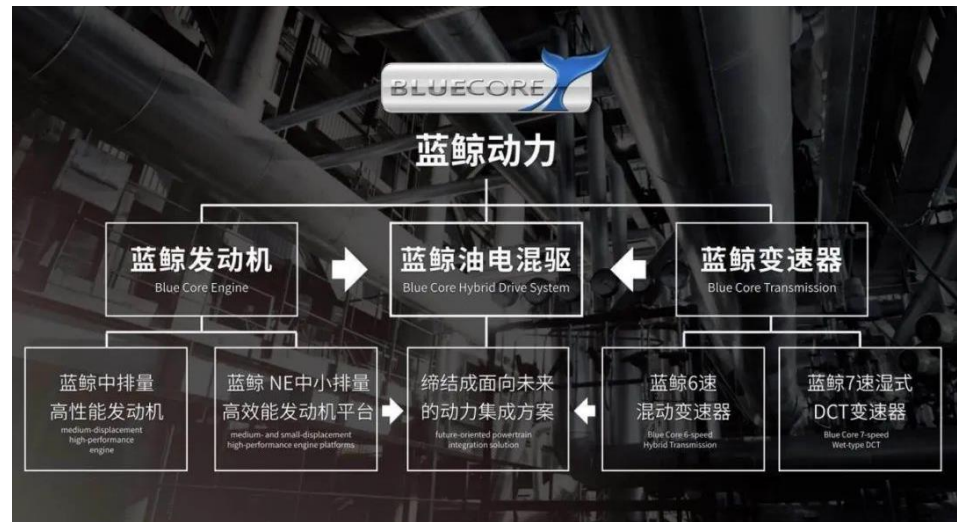 BLUECORE
蓝鲸动力
蓝鲸发动机
Blue Core Engine
蓝鲸油电混驱
Blue Core Hybrid Drive System
蓝鲸变速器
Blue Core Transmission
蓝鲸中排量
高性能发动机
medium-displacement
high-performance
engine
蓝鲸 NE中小排量
高效能发动机平台
medium- and small-displacement
high-performance engine platforms
缔结成面向未来
的动力集成方案
future-oriented powertrain
integration solution
蓝鲸6速
混动变速器
Blue Core 6-speed
Hybrid Transmission
蓝鲸7速湿式
DCT变速器
Blue Core 7-speed
Wet-type DCT